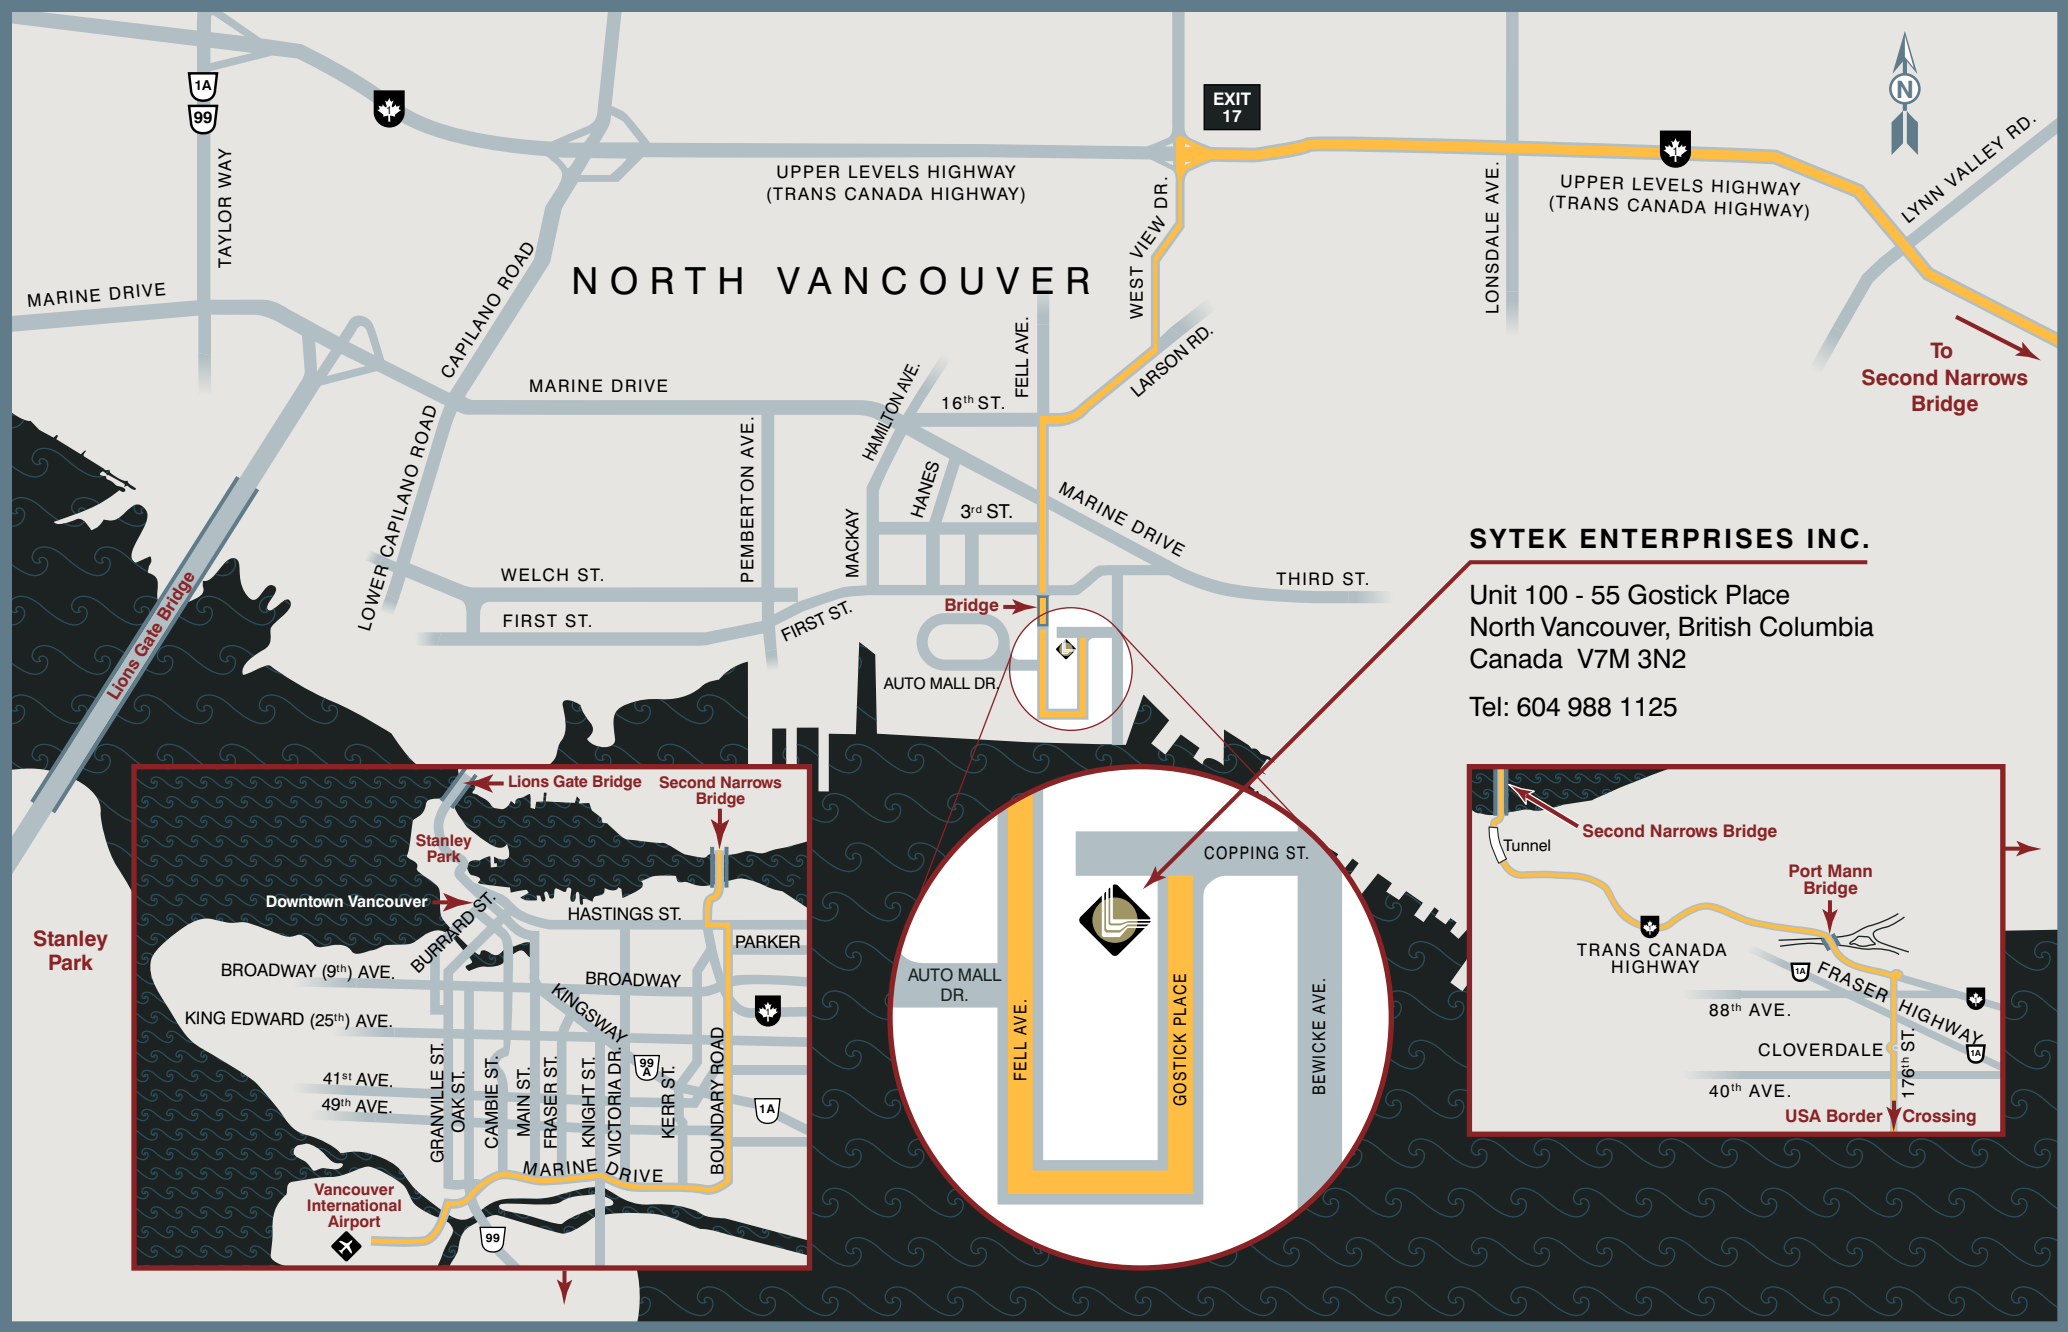 1A
99
TAYLOR WAY
MARINE DRIVE
1
CAPILANO ROAD
LOWER CAPILANO ROAD
UPPER LEVELS HIGHWAY
(TRANS CANADA HIGHWAY)
EXIT
17
WEST VIEW DR.
LONSDALE AVE.
1
UPPER LEVELS HIGHWAY
(TRANS CANADA HIGHWAY)
N
LYNN VALLEY RD.
To
Second Narrows
Bridge
NORTH VANCOUVER
MARINE DRIVE
PEMBERTON AVE.
HAMILTON AVE.
16th ST.
FELL AVE.
LARSON RD.
HANES
MACKAY
3rd ST.
MARINE DRIVE
THIRD ST.
WELCH ST.
FIRST ST.
FIRST ST.
Bridge
AUTO MALL DR.
Lions Gate Bridge
Stanley
Park
SYTEK ENTERPRISES INC.
Unit 100 - 55 Gostick Place
North Vancouver, British Columbia
Canada V7M 3N2
Tel: 604 988 1125
Lions Gate Bridge
Second Narrows
Bridge
Stanley
Park
Downtown Vancouver
BURRARD ST.
HASTINGS ST.
PARKER
BROADWAY (9th) AVE.
BROADWAY
KINGSWAY
1
KING EDWARD (25th) AVE.
41st AVE.
49th AVE.
GRANVILLE ST.
OAK ST.
CAMBIE ST.
MAIN ST.
FRASER ST.
KNIGHT ST.
VICTORIA DR.
99
A
KERR ST.
BOUNDARY ROAD
1A
MARINE DRIVE
Vancouver
International
Airport
99
COPPING ST.
AUTO MALL
DR.
FELL AVE.
GOSTICK PLACE
BEWICKE AVE.
Second Narrows Bridge
Tunnel
Port Mann
Bridge
1
TRANS CANADA
HIGHWAY
1A
FRASER HIGHWAY
1
88th AVE.
CLOVERDALE
1A
176th ST.
40th AVE.
USA Border Crossing